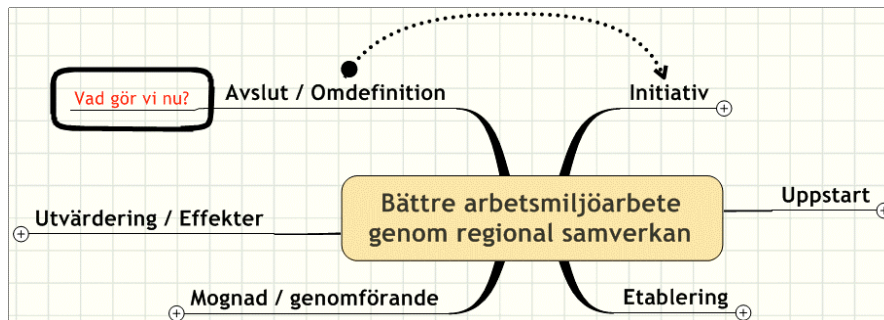 Vad gör vi nu?
Avslut / Omdefinition
Initiativ
Bättre arbetsmiljöarbete
genom regional samverkan
Uppstart
Utvärdering / Effekter
Mognad / genomförande
Etablering